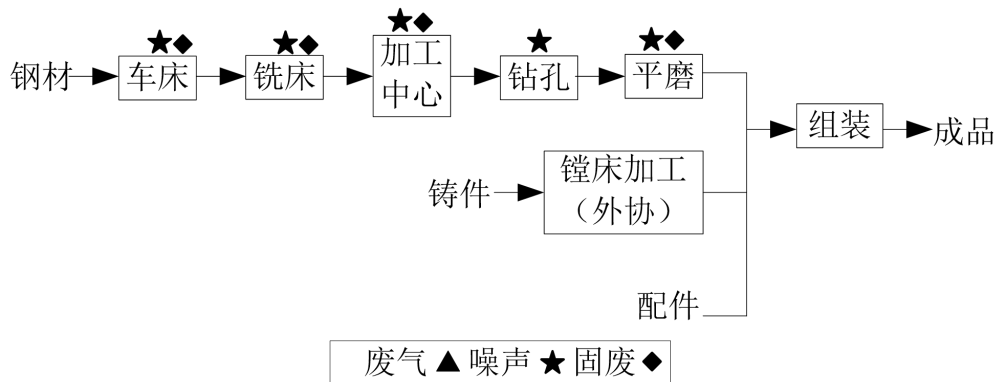 钢材
车床
铣床
加工
中心
钻孔
平磨
组装
成品
铸件
镗床加工
（外协）
配件
废气▲噪声★固废◆